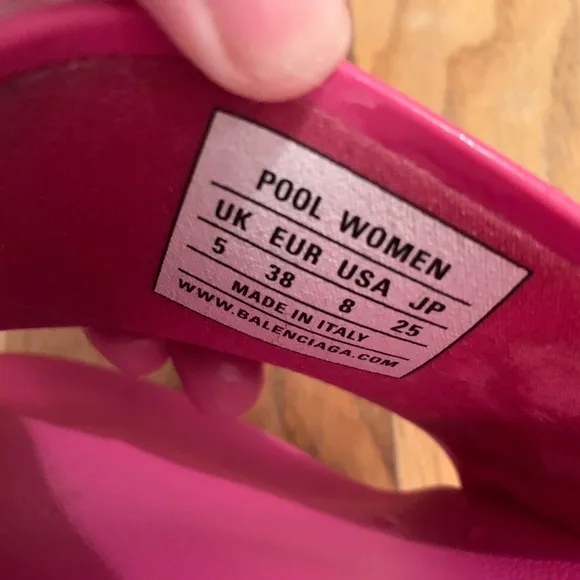 POOL WOMEN
UK EUR USA JP
5 38 8 25
MADE IN ITALY
WWW.BALENCIAGA.COM